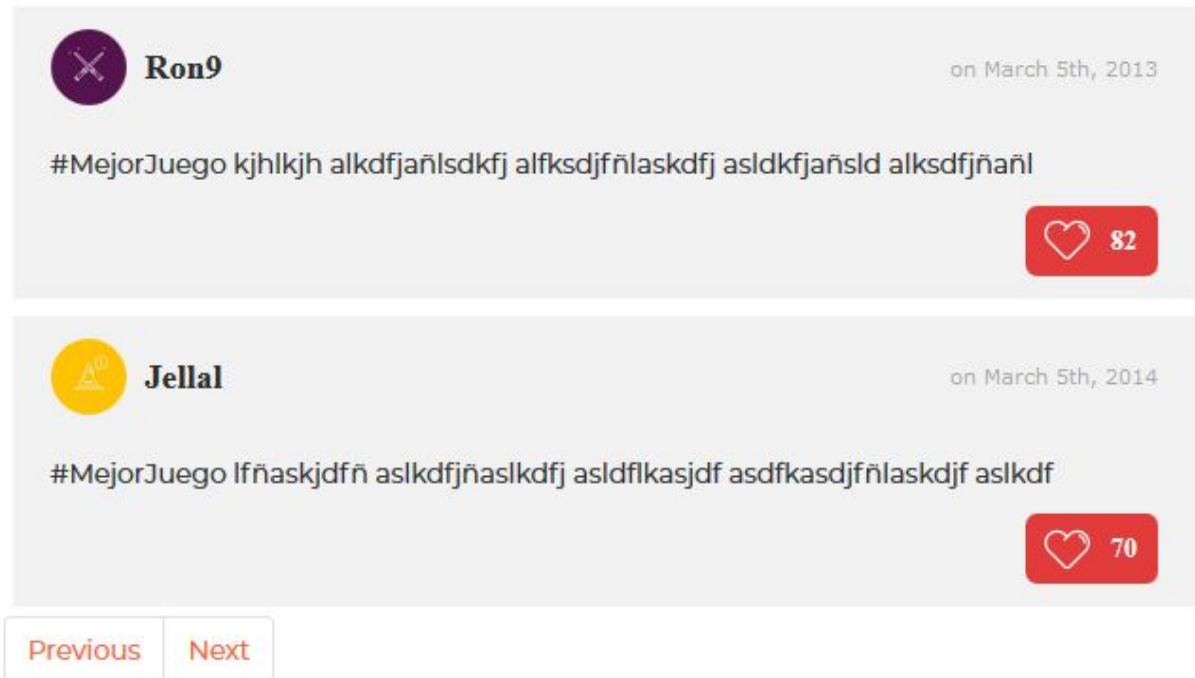 Ron9
on March 5th, 2013
#MejorJuego kjhlkjh alkdfjañlsdkfj alfksdjfñlaskdfj asldkfjañsld alksdfjñañl
82
Jellal
on March 5th, 2014
#MejorJuego lfñaskjdfñ aslkdfjñaslkdfj asldflkasjdf asdfkasdjfñlaskdjf aslkdf
70
Previous Next